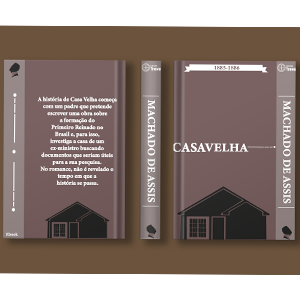 A história de Casa Velha começa
com um padre que pretende
escrever uma obra sobre
a formação do
Primeiro Reinado no
Brasil e, para isso,
investiga a casa de um
ex-ministro buscando
documentos que seriam úteis
para a sua pesquisa.
No romance, não é revelado o
tempo em que a
história se passa.
MACHADO DE ASSIS
1885-1886
CASAVELHA
MACHADO DE ASSIS